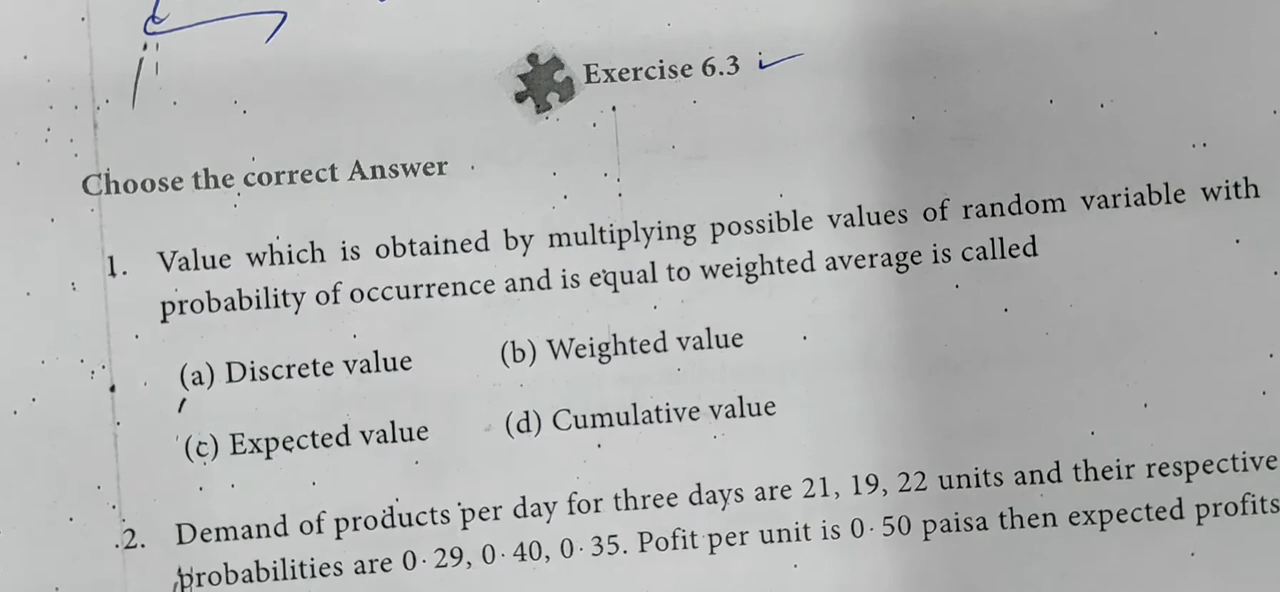 Exercise 6.3
Choose the correct Answer
1. Value which is obtained by multiplying possible values of random variable with
probability of occurrence and is equal to weighted average is called
(a) Discrete value (b) Weighted value
(c) Expected value (d) Cumulative value
2. Demand of products per day for three days are 21, 19, 22 units and their respective
probabilities are 0· 29, 0· 40, 0· 35. Pofit per unit is 0· 50 paisa then expected profits